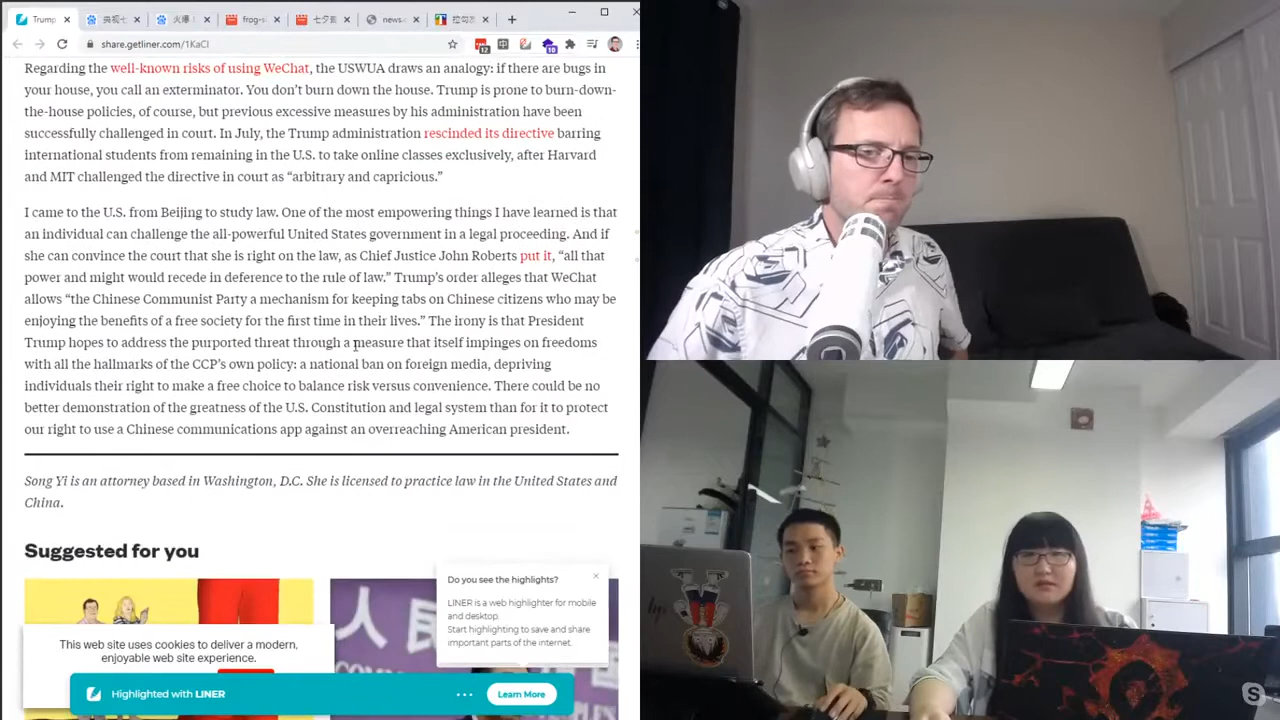 Trump
央视七
火爆!
frog-s
七夕首
news.
拉勾
share.getliner.com/1KaCl
12
10
Regarding the well-known risks of using WeChat, the USWUA draws an analogy: if there are bugs in
your house, you call an exterminator. You don’t burn down the house. Trump is prone to burn-down-
the-house policies, of course, but previous excessive measures by his administration have been
successfully challenged in court. In July, the Trump administration rescinded its directive barring
international students from remaining in the U.S. to take online classes exclusively, after Harvard
and MIT challenged the directive in court as “arbitrary and capricious.”
I came to the U.S. from Beijing to study law. One of the most empowering things I have learned is that
an individual can challenge the all-powerful United States government in a legal proceeding. And if
she can convince the court that she is right on the law, as Chief Justice John Roberts put it, “all that
power and might would recede in deference to the rule of law.” Trump’s order alleges that WeChat
allows “the Chinese Communist Party a mechanism for keeping tabs on Chinese citizens who may be
enjoying the benefits of a free society for the first time in their lives.” The irony is that President
Trump hopes to address the purported threat through a measure that itself impinges on freedoms
with all the hallmarks of the CCP’s own policy: a national ban on foreign media, depriving
individuals their right to make a free choice to balance risk versus convenience. There could be no
better demonstration of the greatness of the U.S. Constitution and legal system than for it to protect
our right to use a Chinese communications app against an overreaching American president.
Song Yi is an attorney based in Washington, D.C. She is licensed to practice law in the United States and
China.
Suggested for you
Do you see the highlights?
LINER is a web highlighter for mobile
and desktop.
Start highlighting to save and share
important parts of the internet.
This web site uses cookies to deliver a modern,
enjoyable web site experience.
人民
Highlighted with LINER
Learn More